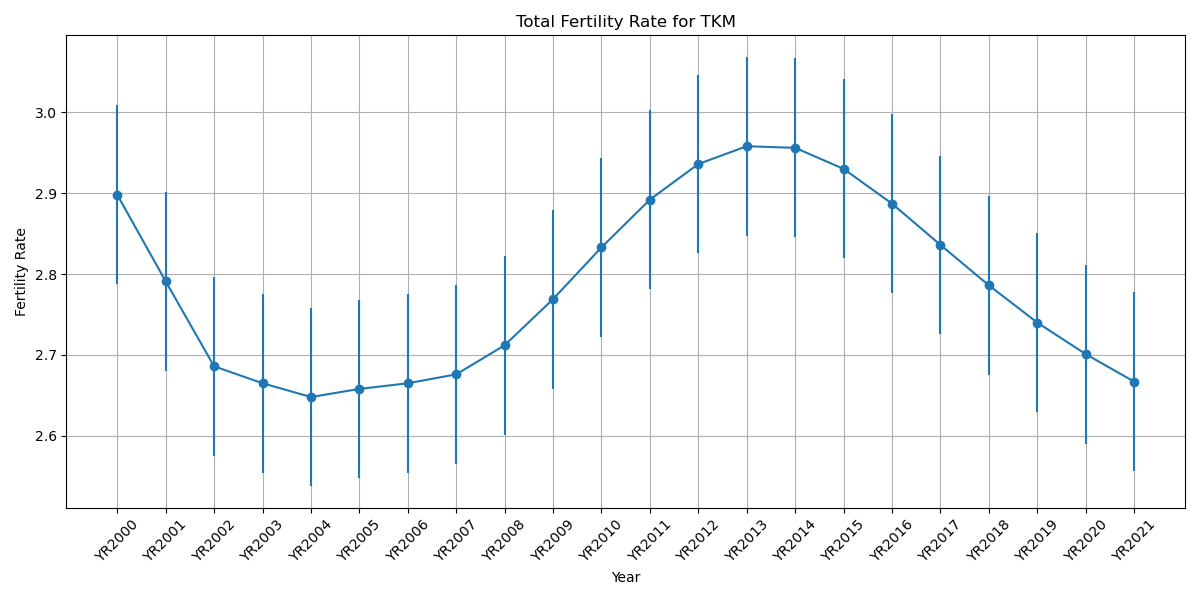 Total Fertility Rate for TKM
Fertility Rate
3.0
2.9
2.8
2.7
2.6
YR2000
YR2001
YR2002
YR2003
YR2004
YR2005
YR2006
YR2007
YR2008
YR2009
YR2010
YR2011
YR2012
YR2013
YR2014
YR2015
YR2016
YR2017
YR2018
YR2019
YR2020
YR2021
Year